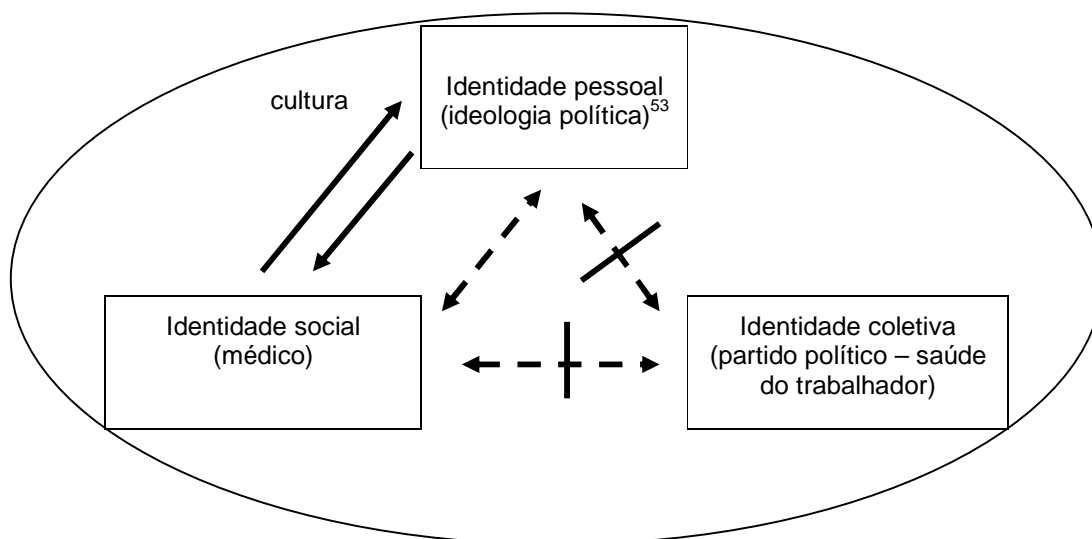 cultura
Identidade pessoal
(ideologia política)53
Identidade social
(médico)
Identidade coletiva
(partido político – saúde
do trabalhador)